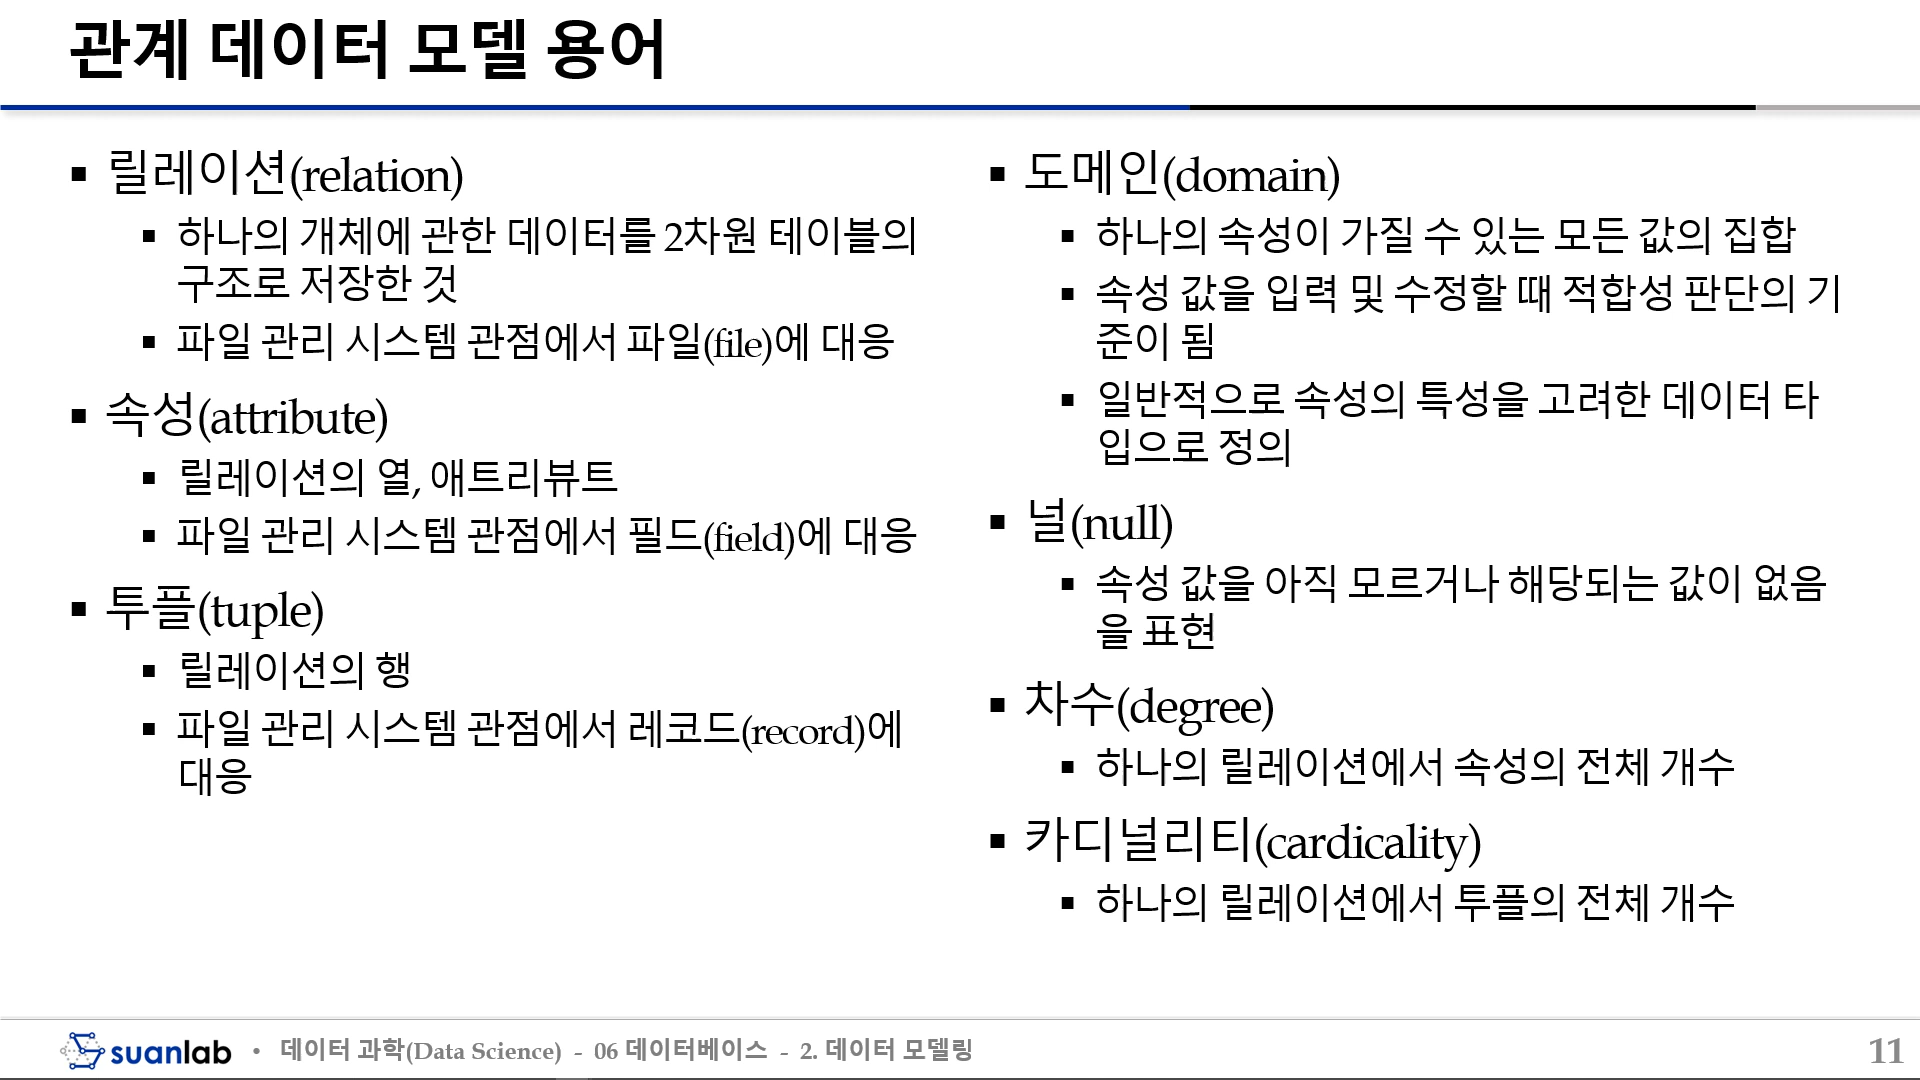 관계 데이터 모델 용어
▪ 릴레이션(relation)
▪ 하나의 개체에 관한 데이터를 2차원 테이블의
구조로 저장한 것
▪ 파일 관리 시스템 관점에서 파일(file)에 대응
▪ 속성(attribute)
▪ 릴레이션의 열, 애트리뷰트
▪ 파일 관리 시스템 관점에서 필드(field)에 대응
▪ 투플(tuple)
▪ 릴레이션의 행
▪ 파일 관리 시스템 관점에서 레코드(record)에
대응
▪ 도메인(domain)
▪ 하나의 속성이 가질 수 있는 모든 값의 집합
▪ 속성 값을 입력 및 수정할 때 적합성 판단의 기
준이 됨
▪ 일반적으로 속성의 특성을 고려한 데이터 타
입으로 정의
▪ 널(null)
▪ 속성 값을 아직 모르거나 해당되는 값이 없음
을 표현
▪ 차수(degree)
▪ 하나의 릴레이션에서 속성의 전체 개수
▪ 카디널리티(cardicality)
▪ 하나의 릴레이션에서 투플의 전체 개수
suanlab • 데이터 과학(Data Science) - 06 데이터베이스 - 2. 데이터 모델링
11